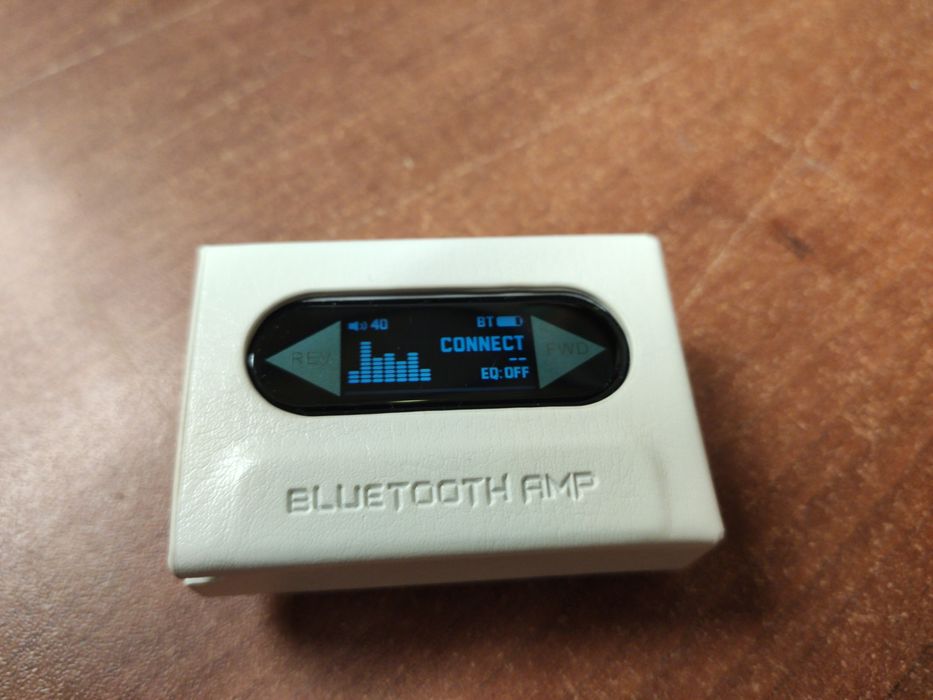 40 BT
CONNECT
REV. FWD
--
EQ:OFF
BLUETOOTH AMP